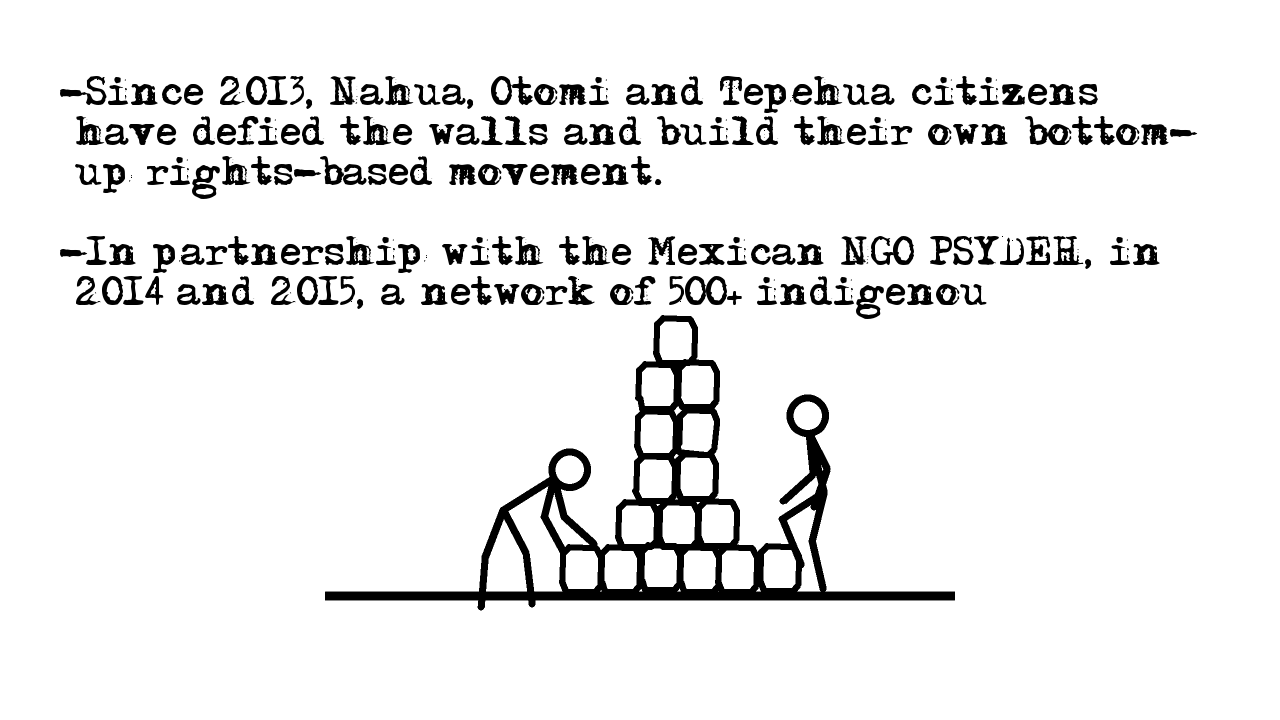 -Since 2013, Nahua, Otomi and Tepehua citizens
have defied the walls and build their own bottom-
up rights-based movement.
-In partnership with the Mexican NGO PSYDEH, in
2014 and 2015, a network of 500+ indigenou